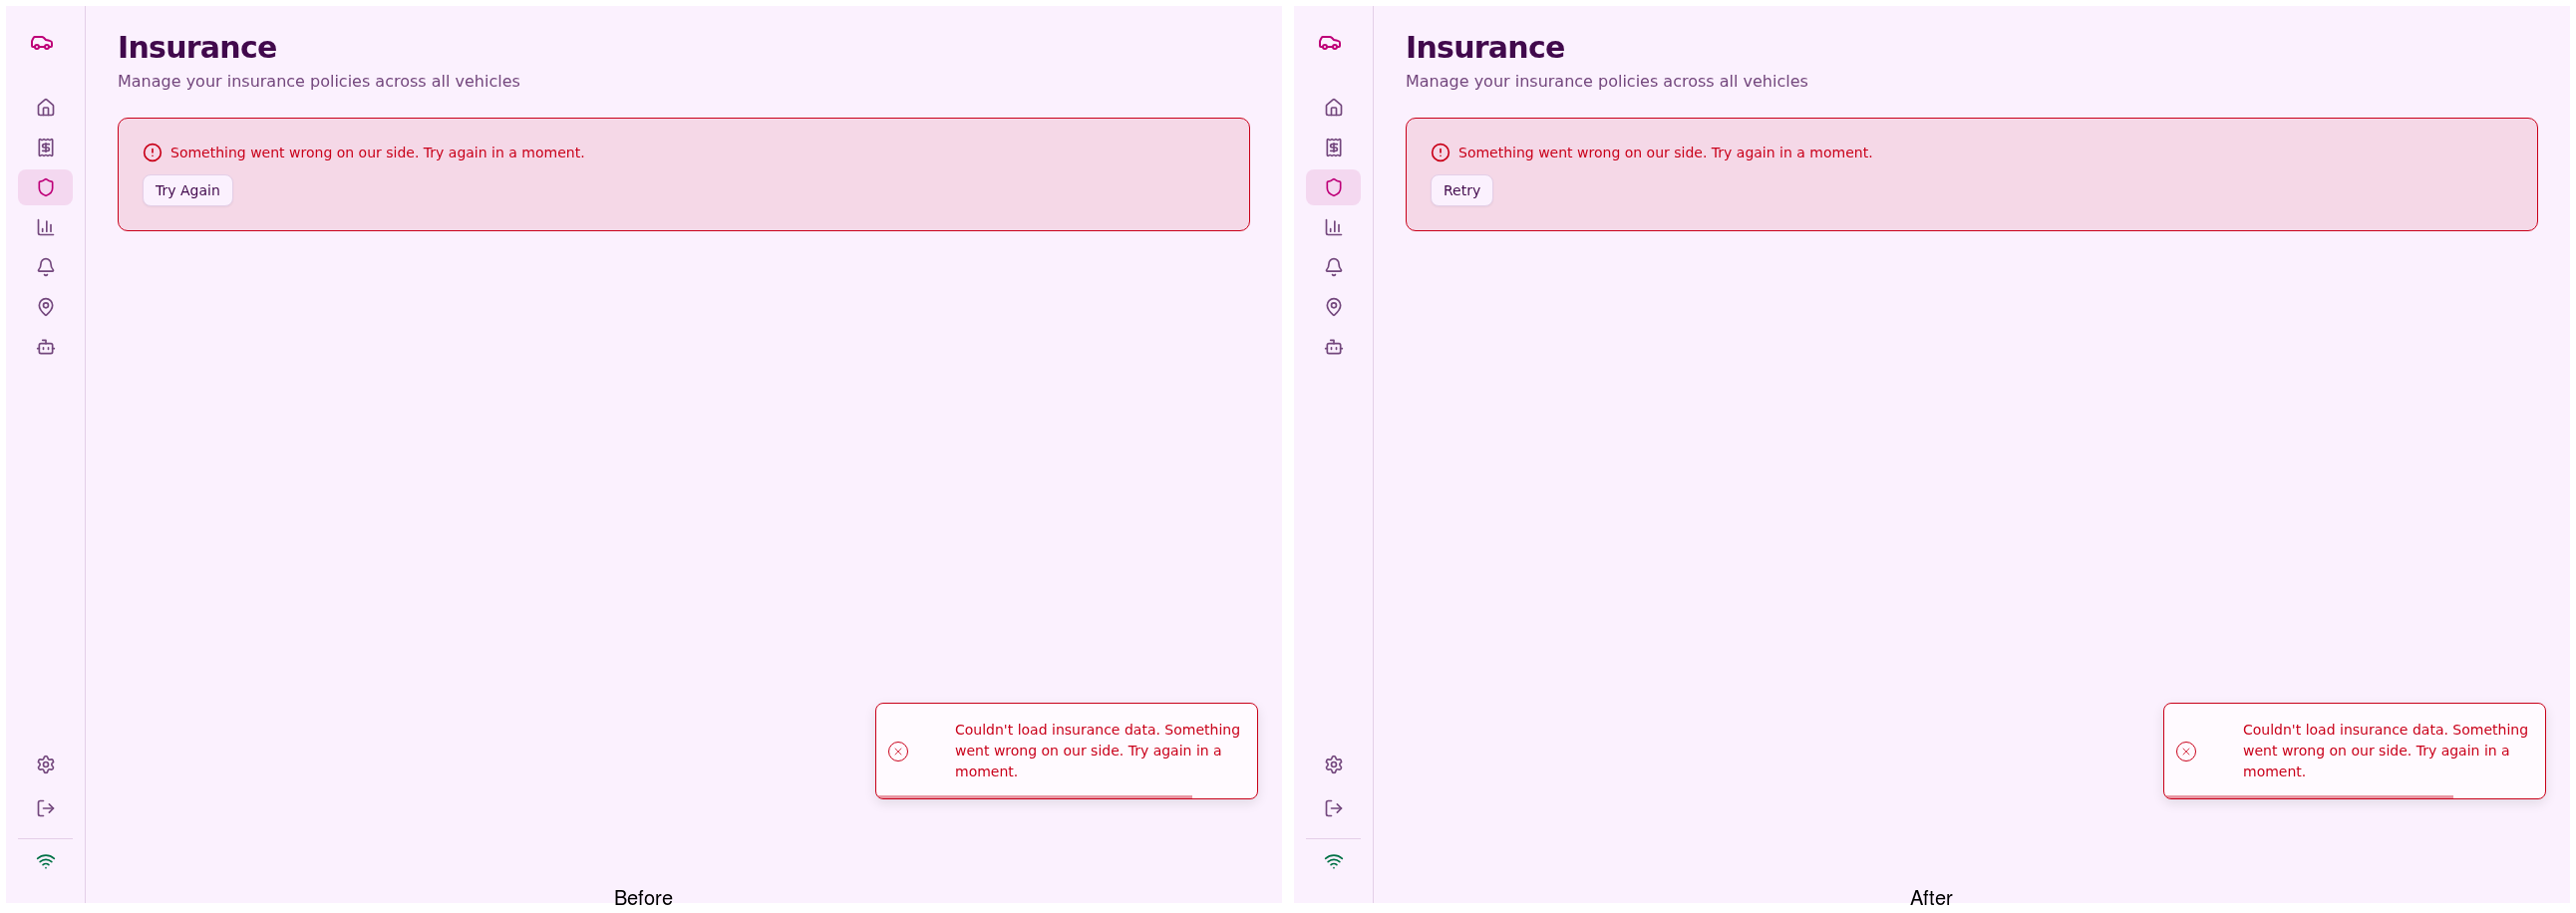 Insurance
Manage your insurance policies across all vehicles
Something went wrong on our side. Try again in a moment.
Try Again
Couldn't load insurance data. Something
went wrong on our side. Try again in a
moment.
Before
Insurance
Manage your insurance policies across all vehicles
Something went wrong on our side. Try again in a moment.
Retry
Couldn't load insurance data. Something
went wrong on our side. Try again in a
moment.
After